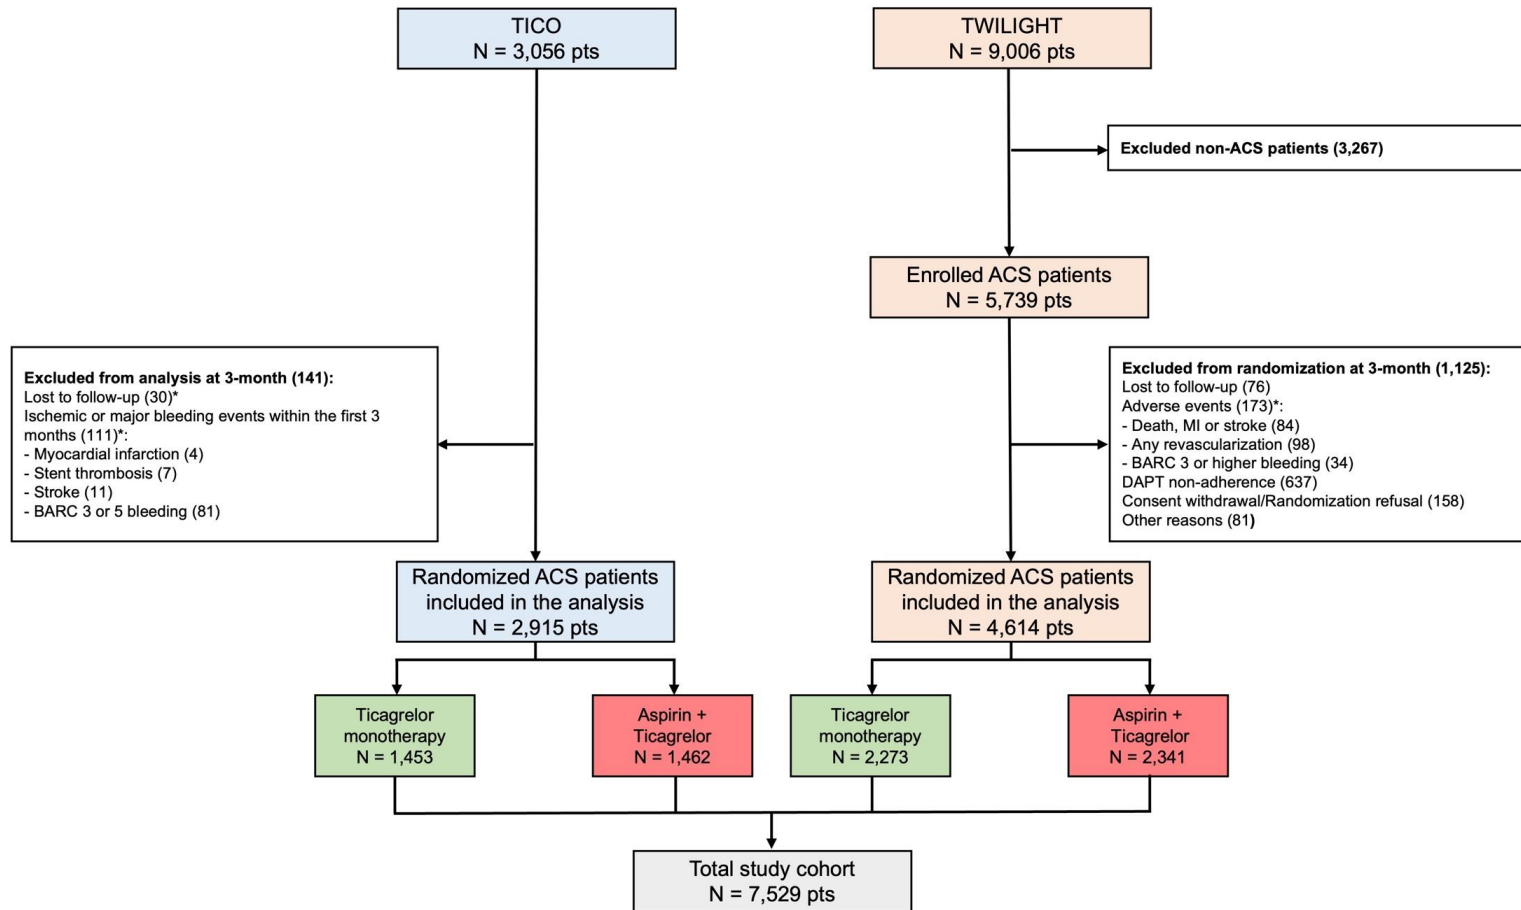 TICO
N = 3,056 pts
TWILIGHT
N = 9,006 pts
Excluded non-ACS patients (3,267)
Enrolled ACS patients
N = 5,739 pts
Excluded from analysis at 3-month (141):
Lost to follow-up (30)*
Ischemic or major bleeding events within the first 3
months (111)*:
- Myocardial infarction (4)
- Stent thrombosis (7)
- Stroke (11)
- BARC 3 or 5 bleeding (81)
Excluded from randomization at 3-month (1,125):
Lost to follow-up (76)
Adverse events (173)*:
- Death, MI or stroke (84)
- Any revascularization (98)
- BARC 3 or higher bleeding (34)
DAPT non-adherence (637)
Consent withdrawal/Randomization refusal (158)
Other reasons (81)
Randomized ACS patients
included in the analysis
N = 2,915 pts
Randomized ACS patients
included in the analysis
N = 4,614 pts
Ticagrelor
monotherapy
N = 1,453
Aspirin +
Ticagrelor
N = 1,462
Ticagrelor
monotherapy
N = 2,273
Aspirin +
Ticagrelor
N = 2,341
Total study cohort
N = 7,529 pts